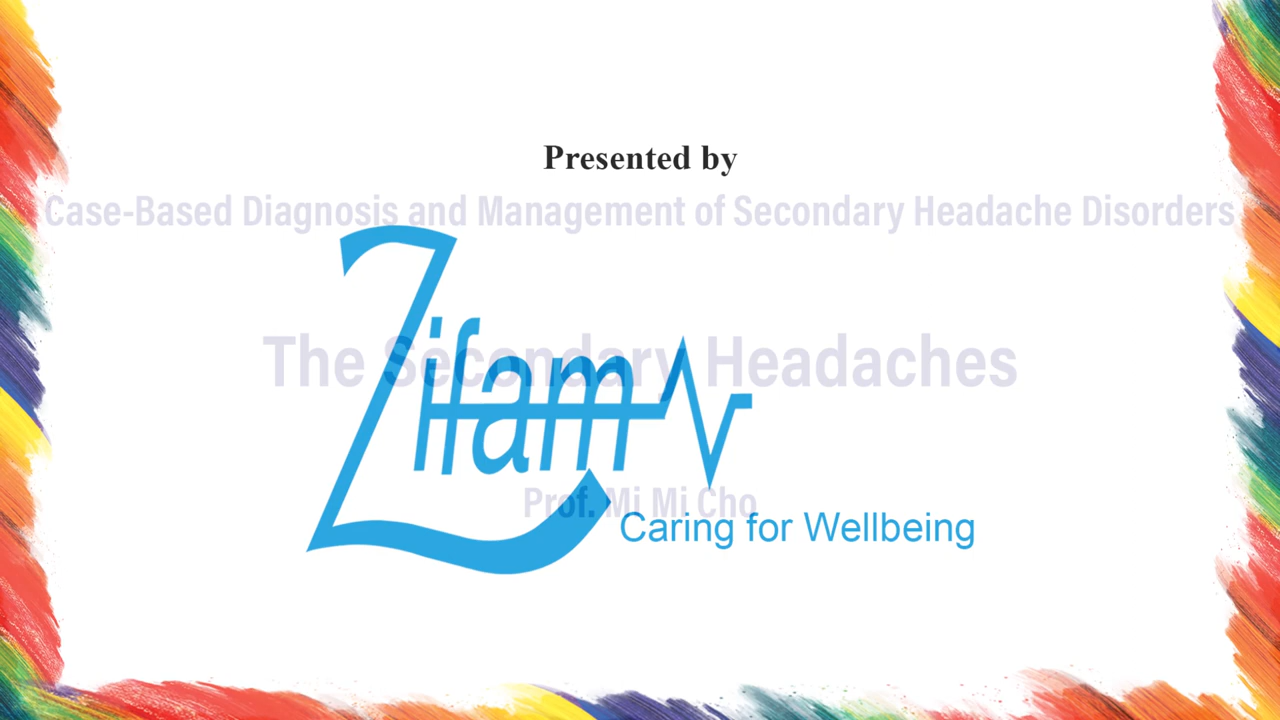 Presented by
Case-Based Diagnosis and Management of Secondary Headache Disorders
The Secondary Headaches
Zifam
Prof. Mi Mi Cho
Caring for Wellbeing